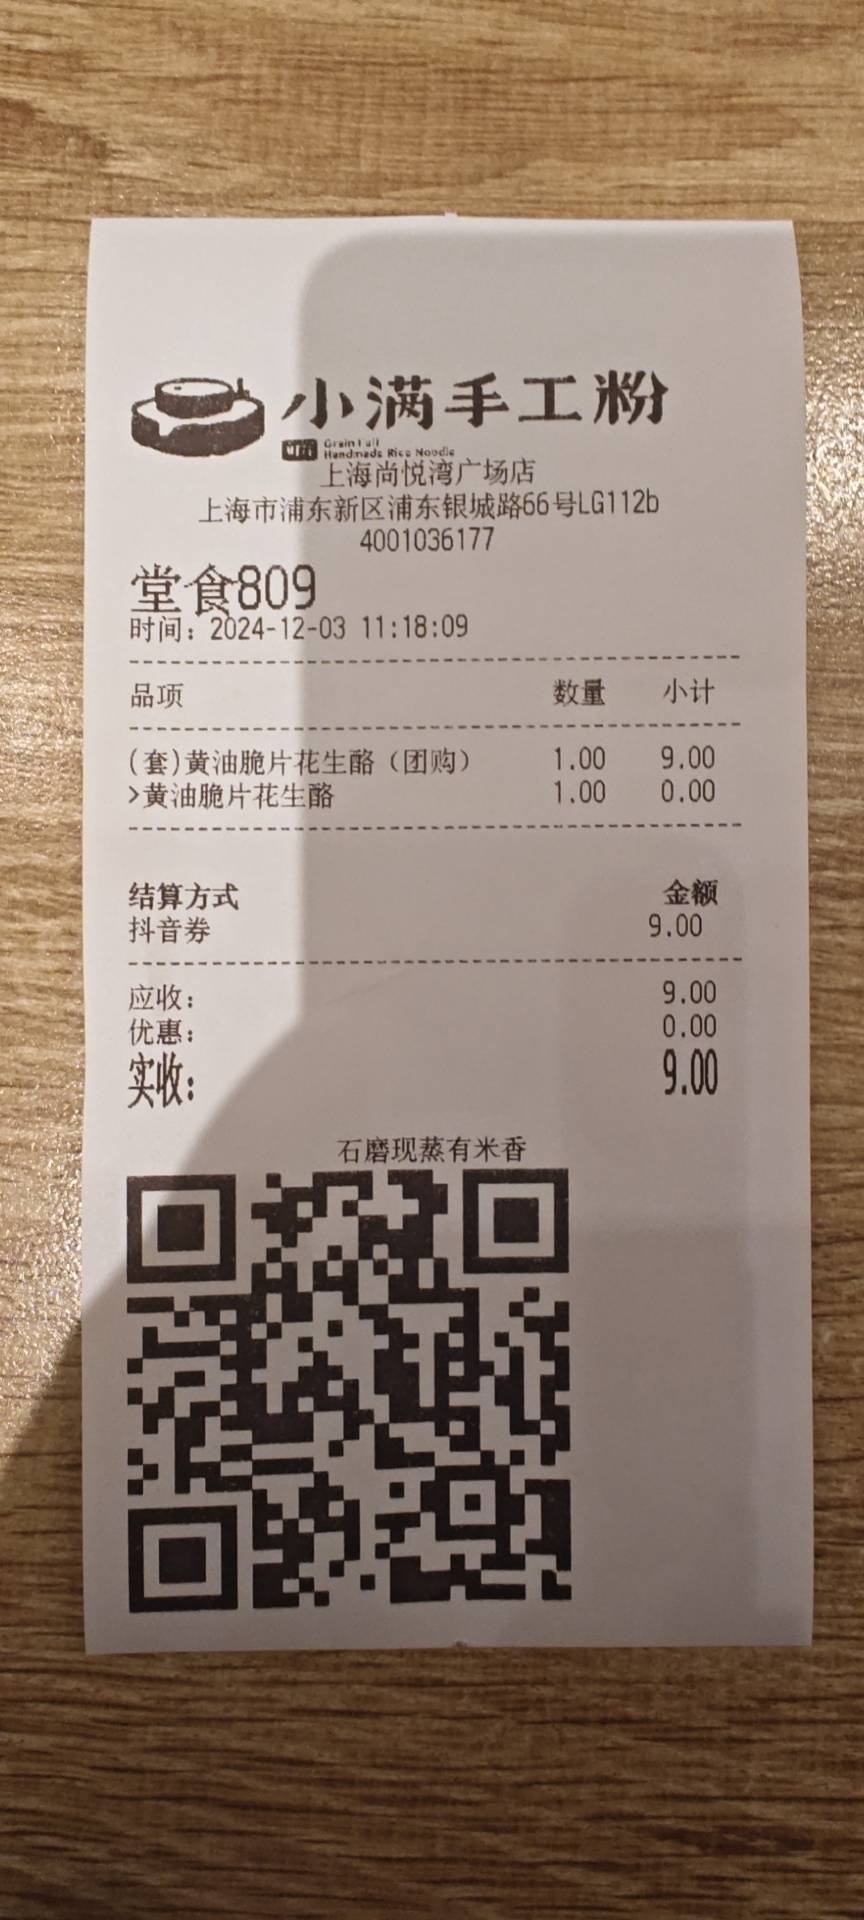 小满手工粉
Grain Full
Handmade Rice Noodle
上海尚悦湾广场店
上海市浦东新区浦东银城路66号LG112b
4001036177
堂食809
时间：2024-12-03 11:18:09
品项 数量 小计
(套)黄油脆片花生酪（团购） 1.00 9.00
>黄油脆片花生酪 1.00 0.00
结算方式 金额
抖音券 9.00
应收： 9.00
优惠： 0.00
实收： 9.00
石磨现蒸有米香